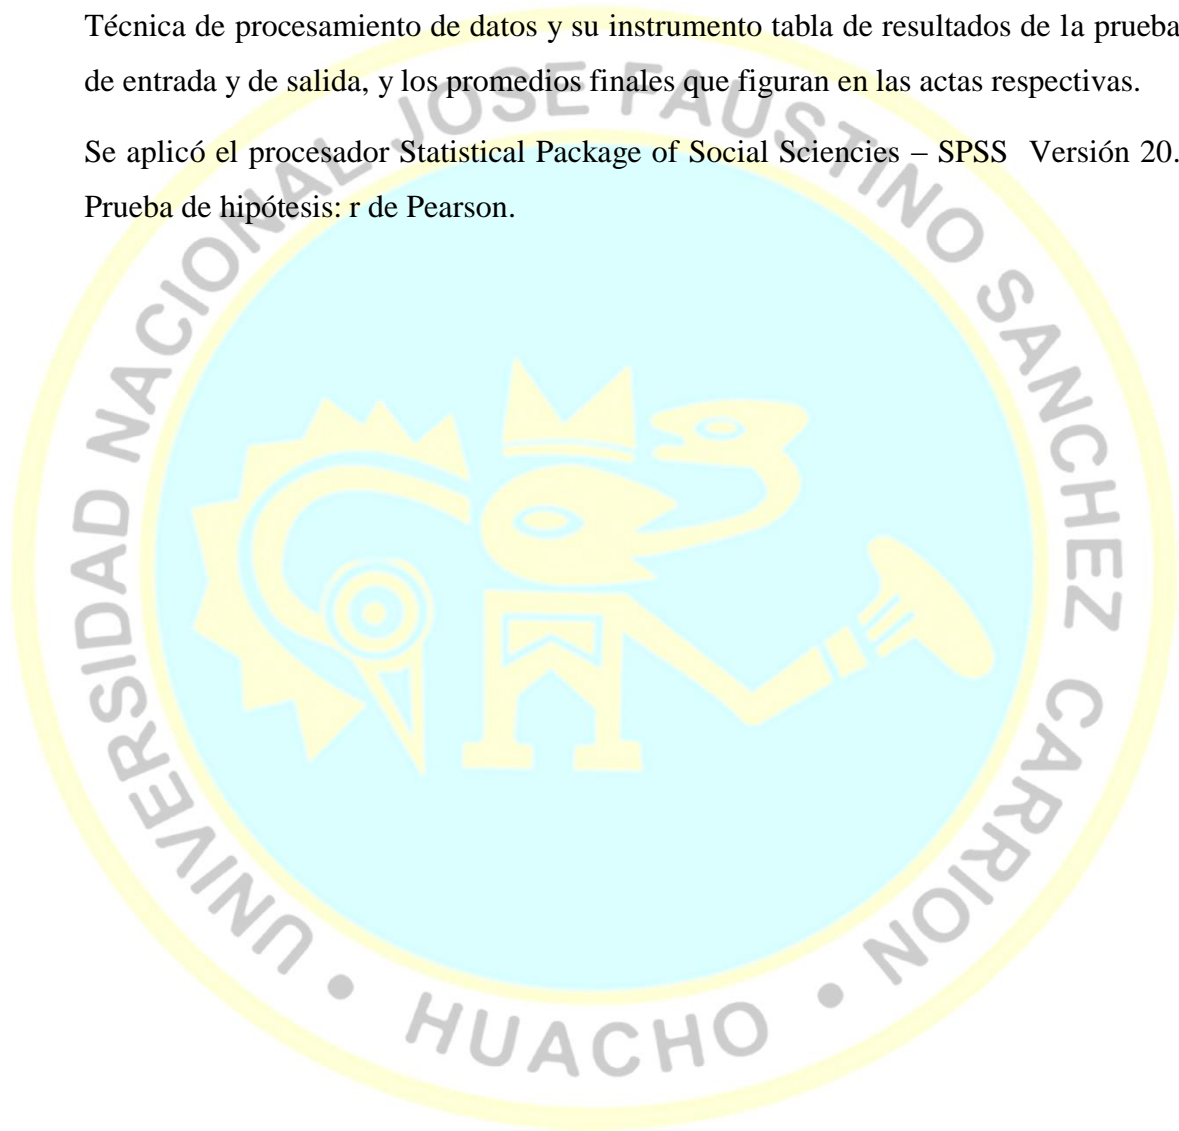 Técnica de procesamiento de datos y su instrumento tabla de resultados de la prueba
de entrada y de salida, y los promedios finales que figuran en las actas respectivas.
Se aplicó el procesador Statistical Package of Social Sciencies – SPSS Versión 20.
Prueba de hipótesis: r de Pearson.
UNIVERSIDAD NACIONAL JOSE FAUSTINO SANCHEZ CARRION • HUACHO •